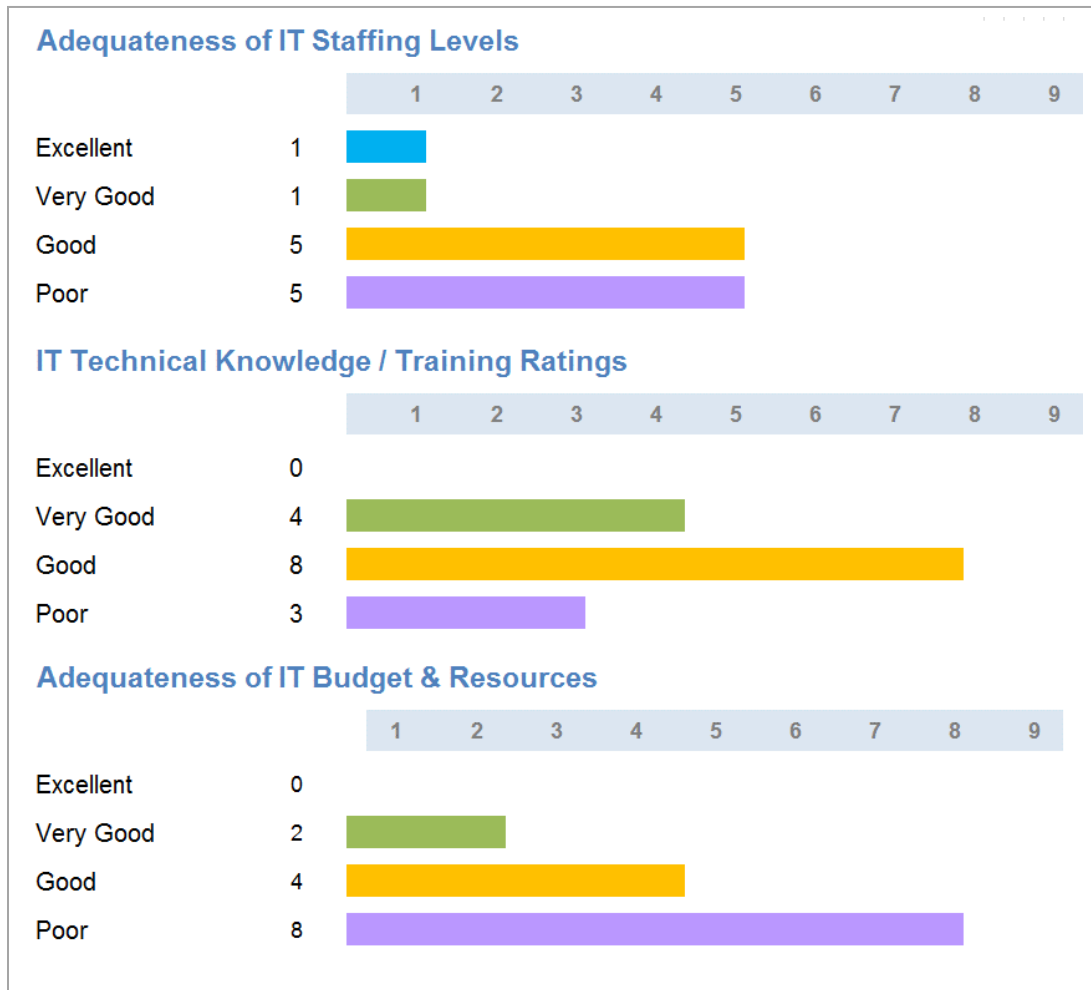 Adequateness of IT Staffing Levels
1 2 3 4 5 6 7 8 9
Excellent 1
Very Good 1
Good 5
Poor 5
IT Technical Knowledge / Training Ratings
1 2 3 4 5 6 7 8 9
Excellent 0
Very Good 4
Good 8
Poor 3
Adequateness of IT Budget & Resources
1 2 3 4 5 6 7 8 9
Excellent 0
Very Good 2
Good 4
Poor 8